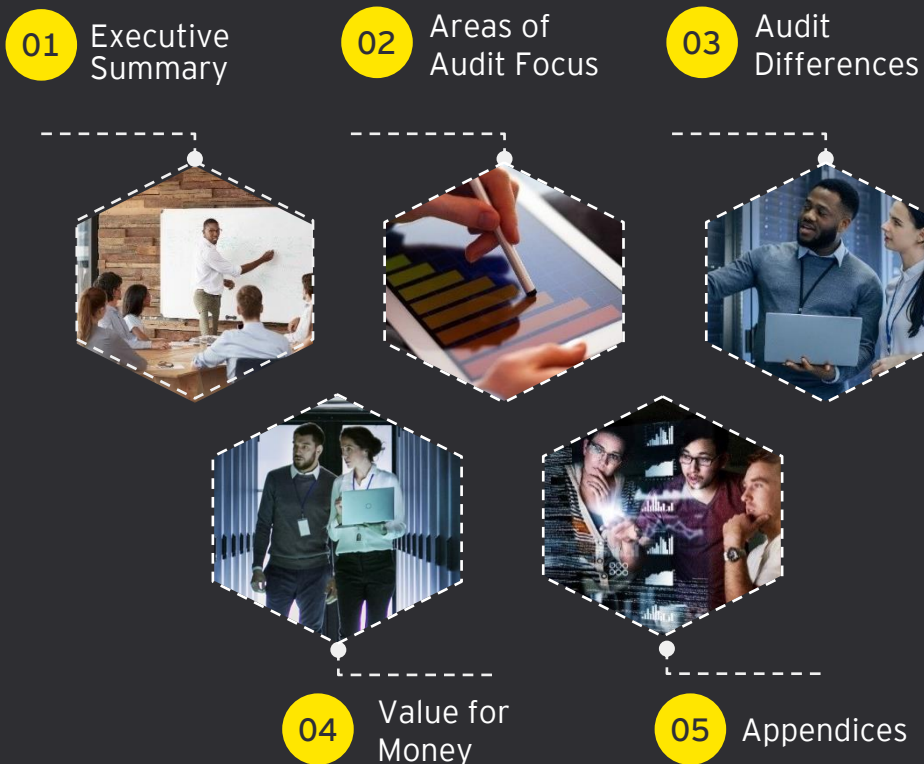 01
Executive
Summary
02
Areas of
Audit Focus
03
Audit
Differences
04
Value for
Money
05
Appendices